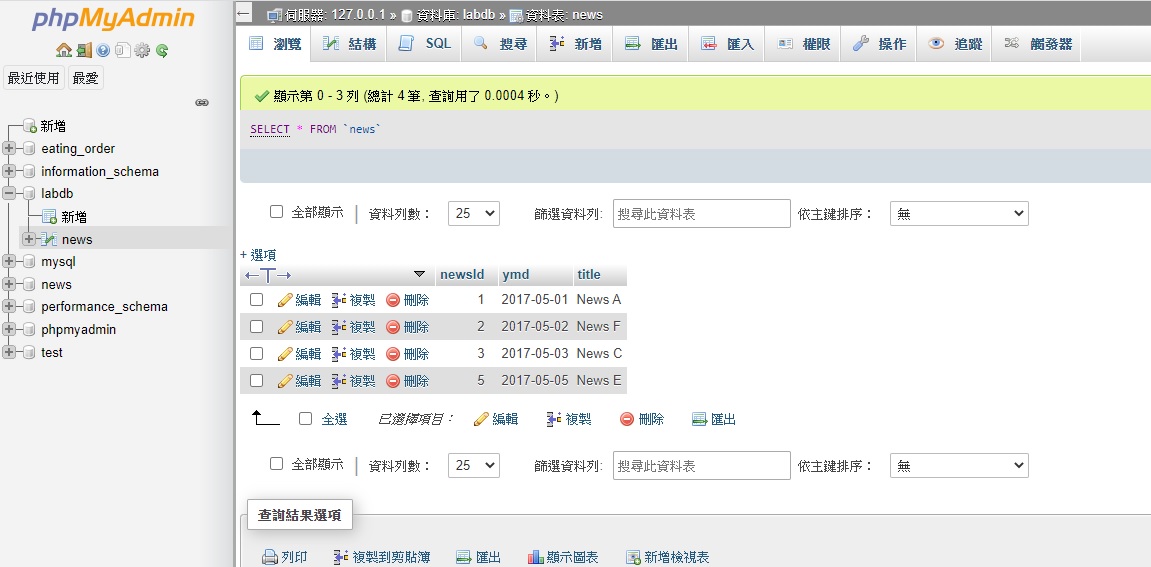 phpMyAdmin
最近使用 最愛
新增
eating_order
information_schema
labdb
新增
news
mysql
news
performance_schema
phpmyadmin
test
伺服器: 127.0.0.1 » 資料庫: labdb » 資料表: news
瀏覽 結構 SQL 搜尋 新增 匯出 匯入 權限 操作 追蹤 觸發器
顯示第 0 - 3 列 (總計 4 筆, 查詢用了 0.0004 秒。)
SELECT * FROM `news`
全部顯示 | 資料列數： 25 篩選資料列: 搜尋此資料表 依主鍵排序： 無
+ 選項
←T→ newsId ymd title
編輯 複製 刪除 1 2017-05-01 News A
編輯 複製 刪除 2 2017-05-02 News F
編輯 複製 刪除 3 2017-05-03 News C
編輯 複製 刪除 5 2017-05-05 News E
全選 已選擇項目： 編輯 複製 刪除 匯出
全部顯示 | 資料列數： 25 篩選資料列: 搜尋此資料表 依主鍵排序： 無
查詢結果選項
列印 複製到剪貼簿 匯出 顯示圖表 新增檢視表